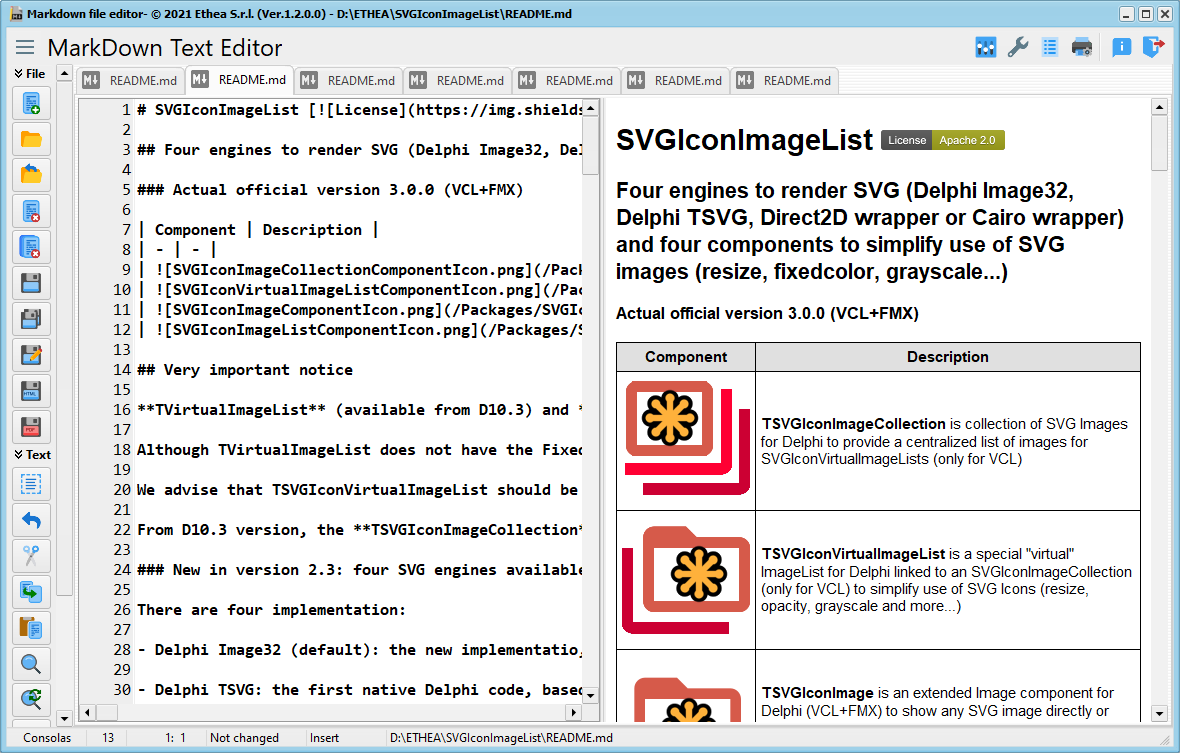 Markdown file editor- © 2021 Ethea S.r.l. (Ver.1.2.0.0) - D:\ETHEA\SVGIconImageList\README.md
MarkDown Text Editor
File
README.md README.md README.md README.md README.md README.md README.md
1 # SVGIconImageList [![License](https://img.shields
2
3 ## Four engines to render SVG (Delphi Image32, Del
4
5 ### Actual official version 3.0.0 (VCL+FMX)
6
7 | Component | Description |
8 | - | - |
9 | ![SVGIconImageCollectionComponentIcon.png](/Pack
10 | ![SVGIconVirtualImageListComponentIcon.png](/Pac
11 | ![SVGIconImageComponentIcon.png](/Packages/SVGIc
12 | ![SVGIconImageListComponentIcon.png](/Packages/S
13
14 ## Very important notice
15
16 **TVirtualImageList** (available from D10.3) and *
17
18 Although TVirtualImageList does not have the Fixed
19
20 We advise that TSVGIconVirtualImageList should be
21
22 From D10.3 version, the **TSVGIconImageCollection*
23
24 ### New in version 2.3: four SVG engines available
25
26 There are four implementation:
27
28 - Delphi Image32 (default): the new implementatio,
29
30 - Delphi TSVG: the first native Delphi code, based
Text
HTML
PDF
SVGIconImageList License Apache 2.0
Four engines to render SVG (Delphi Image32,
Delphi TSVG, Direct2D wrapper or Cairo wrapper)
and four components to simplify use of SVG
images (resize, fixedcolor, grayscale...)
Actual official version 3.0.0 (VCL+FMX)
Component Description
TSVGIconImageCollection is collection of SVG Images
for Delphi to provide a centralized list of images for
SVGIconVirtualImageLists (only for VCL)
TSVGIconVirtualImageList is a special "virtual"
ImageList for Delphi linked to an SVGIconImageCollection
(only for VCL) to simplify use of SVG Icons (resize,
opacity, grayscale and more...)
TSVGIconImage is an extended Image component for
Delphi (VCL+FMX) to show any SVG image directly or
Consolas 13 1: 1 Not changed Insert D:\ETHEA\SVGIconImageList\README.md